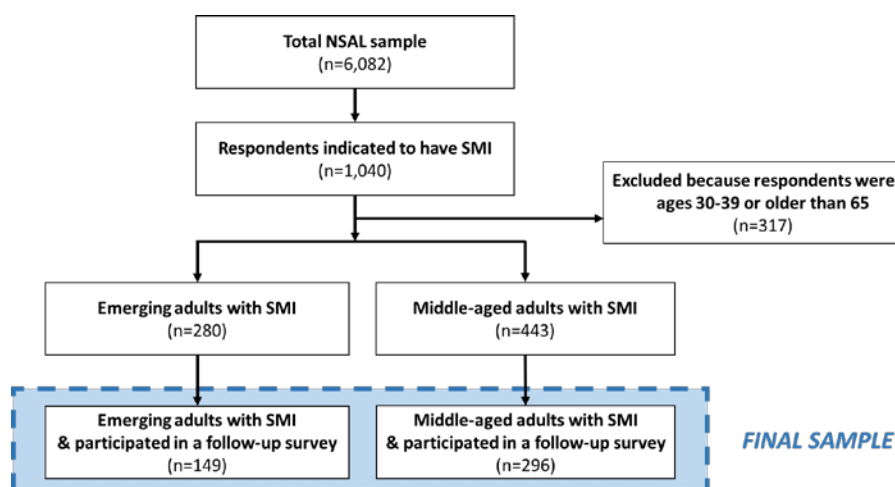 Total NSAL sample
(n=6,082)
Respondents indicated to have SMI
(n=1,040)
Excluded because respondents were
ages 30-39 or older than 65
(n=317)
Emerging adults with SMI
(n=280)
Middle-aged adults with SMI
(n=443)
Emerging adults with SMI
& participated in a follow-up survey
(n=149)
Middle-aged adults with SMI
& participated in a follow-up survey
(n=296)
FINAL SAMPLE